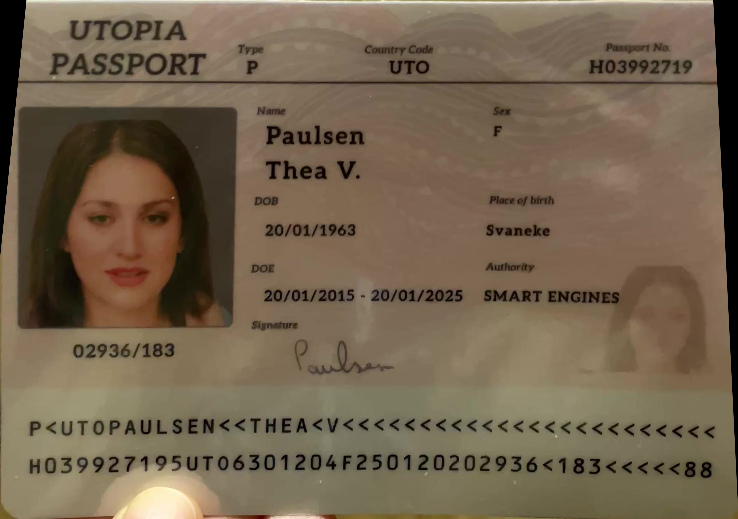 UTOPIA
PASSPORT
Type
P
Country Code
UTO
Passport No.
H03992719
Name
Paulsen
Thea V.
Sex
F
DOB
20/01/1963
Place of birth
Svaneke
DOE
20/01/2015 - 20/01/2025
Authority
SMART ENGINES
Signature
Paulsen
02936/183
P<UTOPAULSEN<<THEA<V<<<<<<<<<<<<<<<<<<<<<<<<
H039927195UTO6301204F250120202936<183<<<<<88